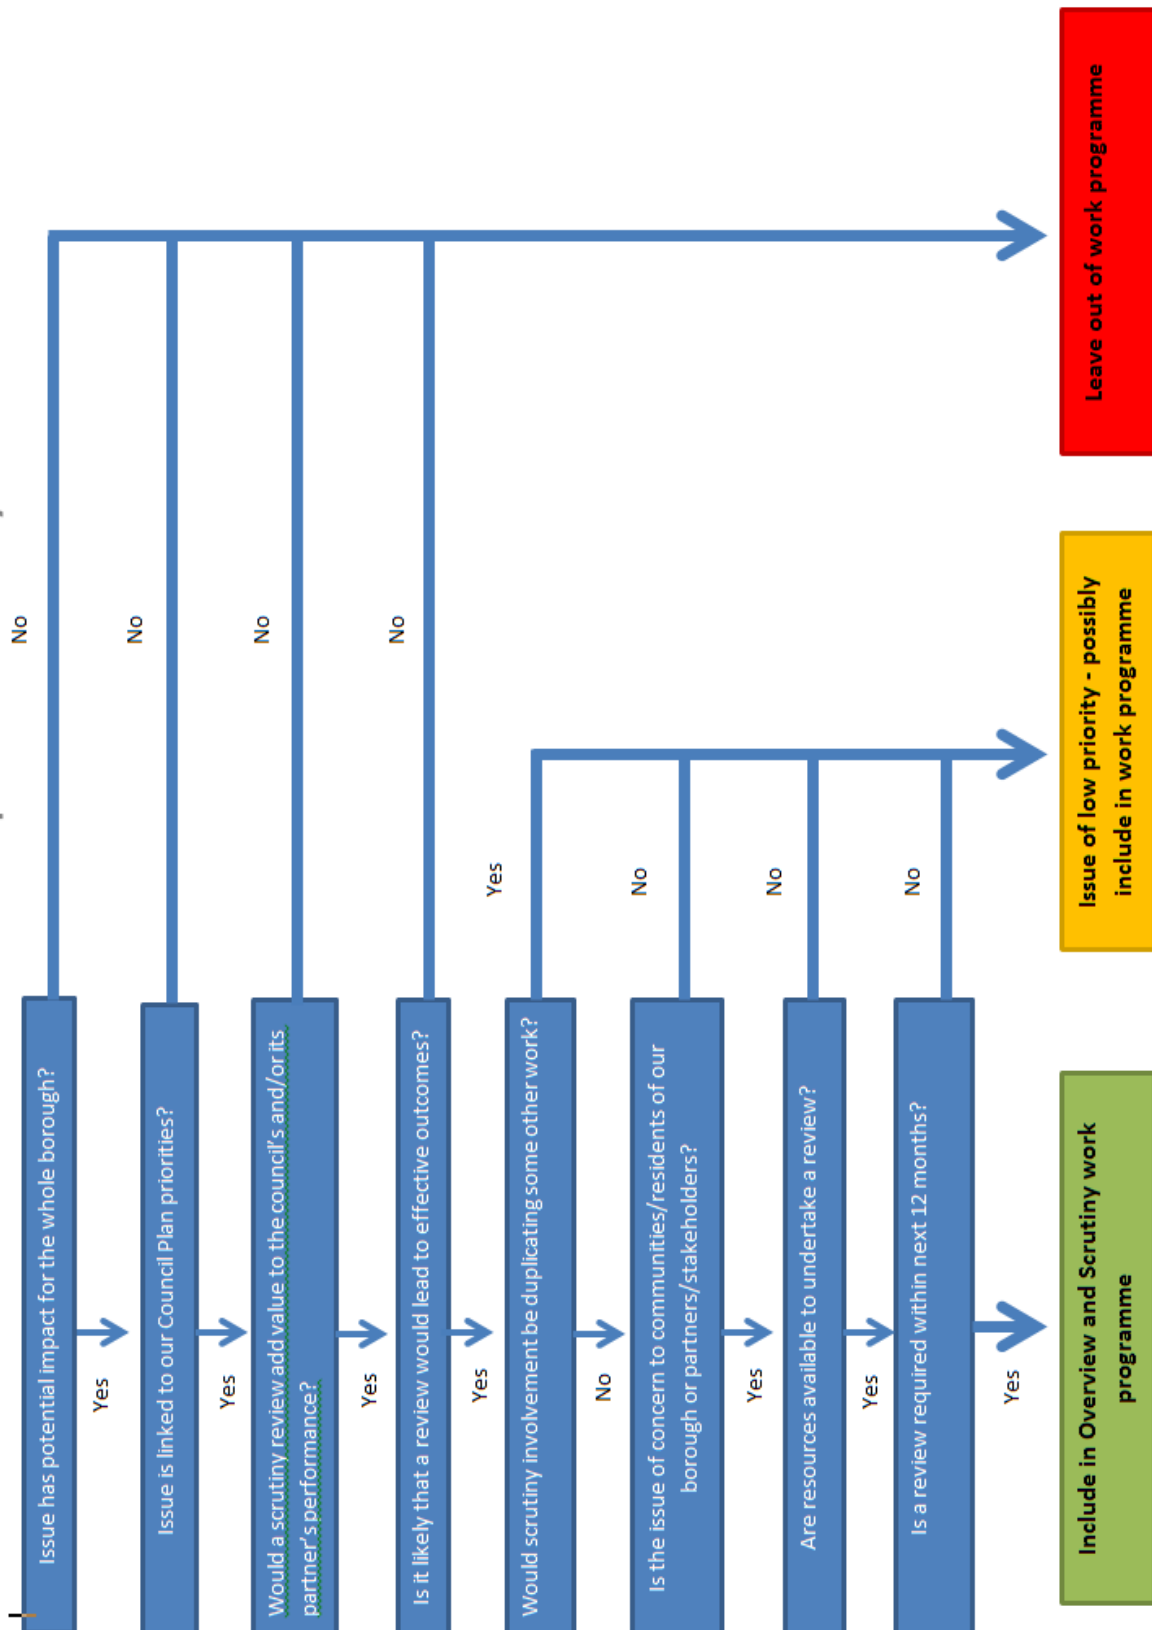 Issue has potential impact for the whole borough?
No
Yes
Issue is linked to our Council Plan priorities?
No
Yes
Would a scrutiny review add value to the council's and/or its
partner's performance?
No
Yes
Is it likely that a review would lead to effective outcomes?
No
Yes
Would scrutiny involvement be duplicating some other work?
Yes
No
Is the issue of concern to communities/residents of our
borough or partners/stakeholders?
No
Yes
Are resources available to undertake a review?
No
Yes
Is a review required within next 12 months?
No
Yes
Include in Overview and Scrutiny work
programme
Issue of low priority - possibly
include in work programme
Leave out of work programme